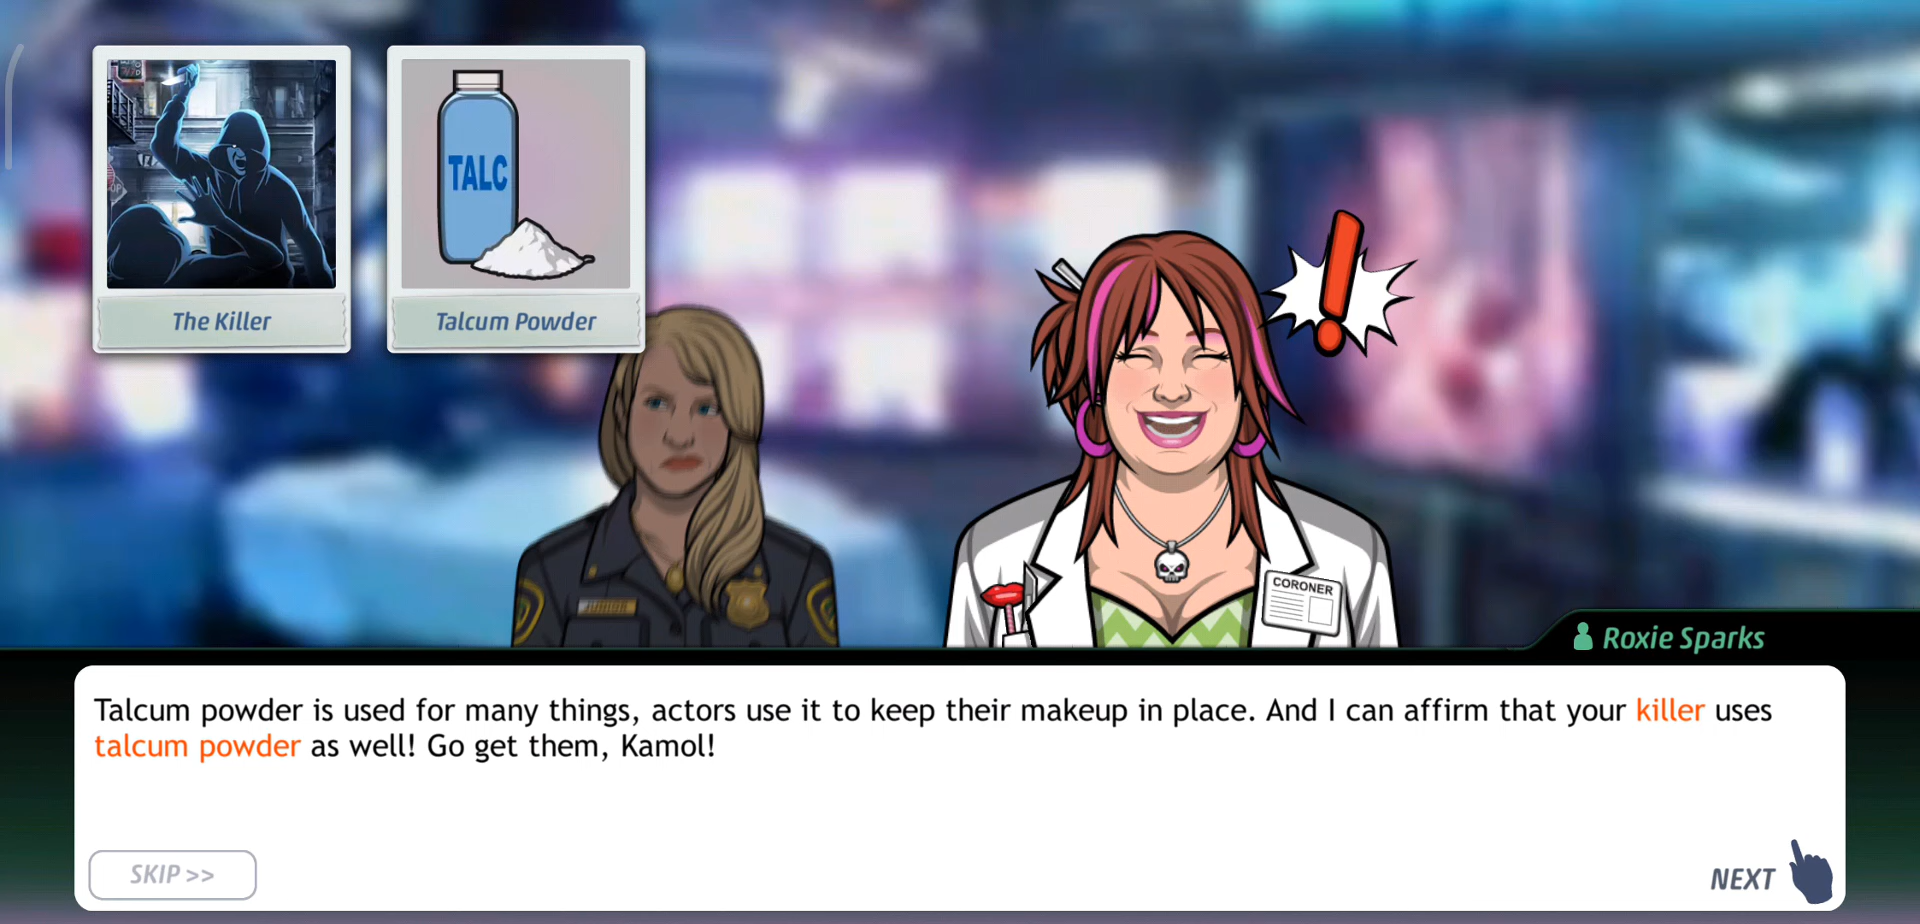 TALC
The Killer
Talcum Powder
CORONER
Roxie Sparks
Talcum powder is used for many things, actors use it to keep their makeup in place. And I can affirm that your killer uses
talcum powder as well! Go get them, Kamol!
SKIP >>
NEXT